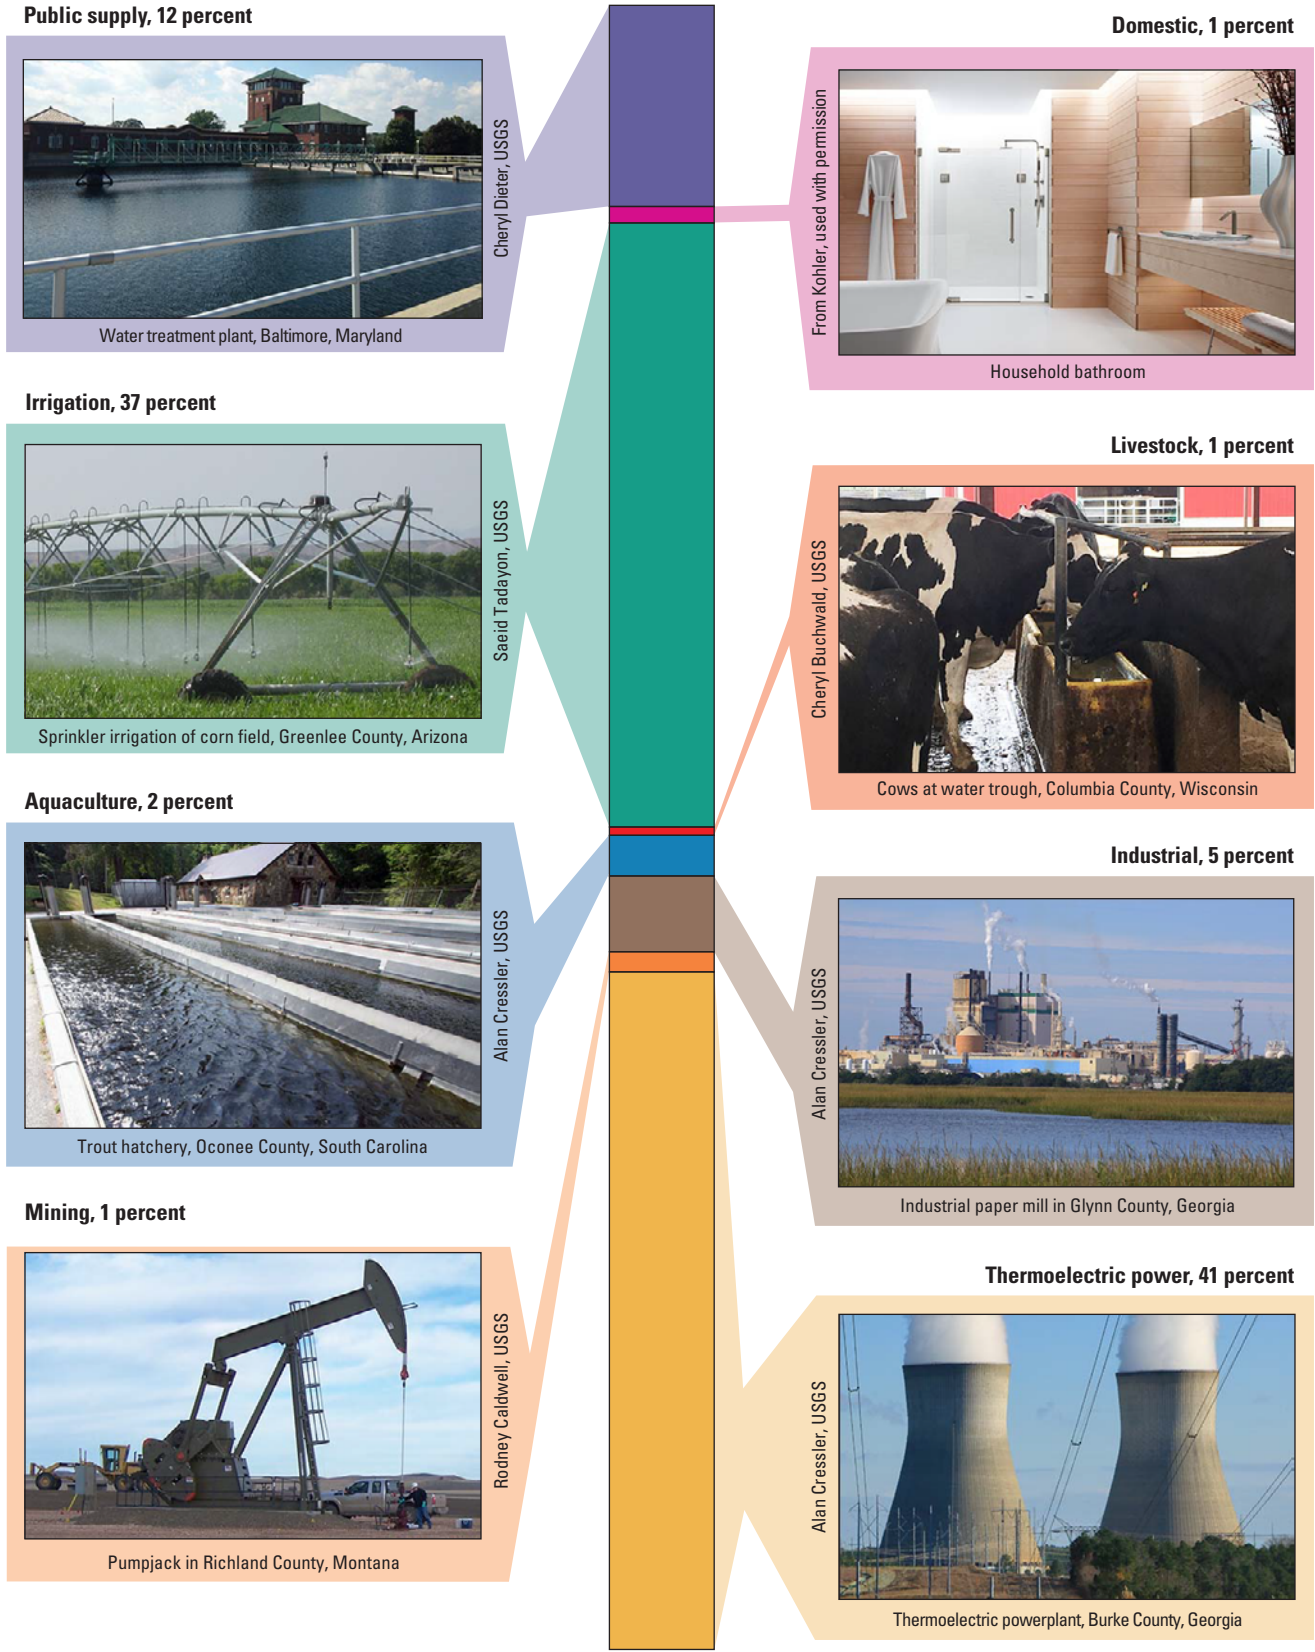 Public supply, 12 percent
Cheryl Dieter, USGS
Water treatment plant, Baltimore, Maryland
Domestic, 1 percent
From Kohler, used with permission
Household bathroom
Irrigation, 37 percent
Saeid Tadayon, USGS
Sprinkler irrigation of corn field, Greenlee County, Arizona
Livestock, 1 percent
Cheryl Buchwald, USGS
Cows at water trough, Columbia County, Wisconsin
Aquaculture, 2 percent
Alan Cressler, USGS
Trout hatchery, Oconee County, South Carolina
Industrial, 5 percent
Alan Cressler, USGS
Industrial paper mill in Glynn County, Georgia
Mining, 1 percent
Rodney Caldwell, USGS
Pumpjack in Richland County, Montana
Thermoelectric power, 41 percent
Alan Cressler, USGS
Thermoelectric powerplant, Burke County, Georgia